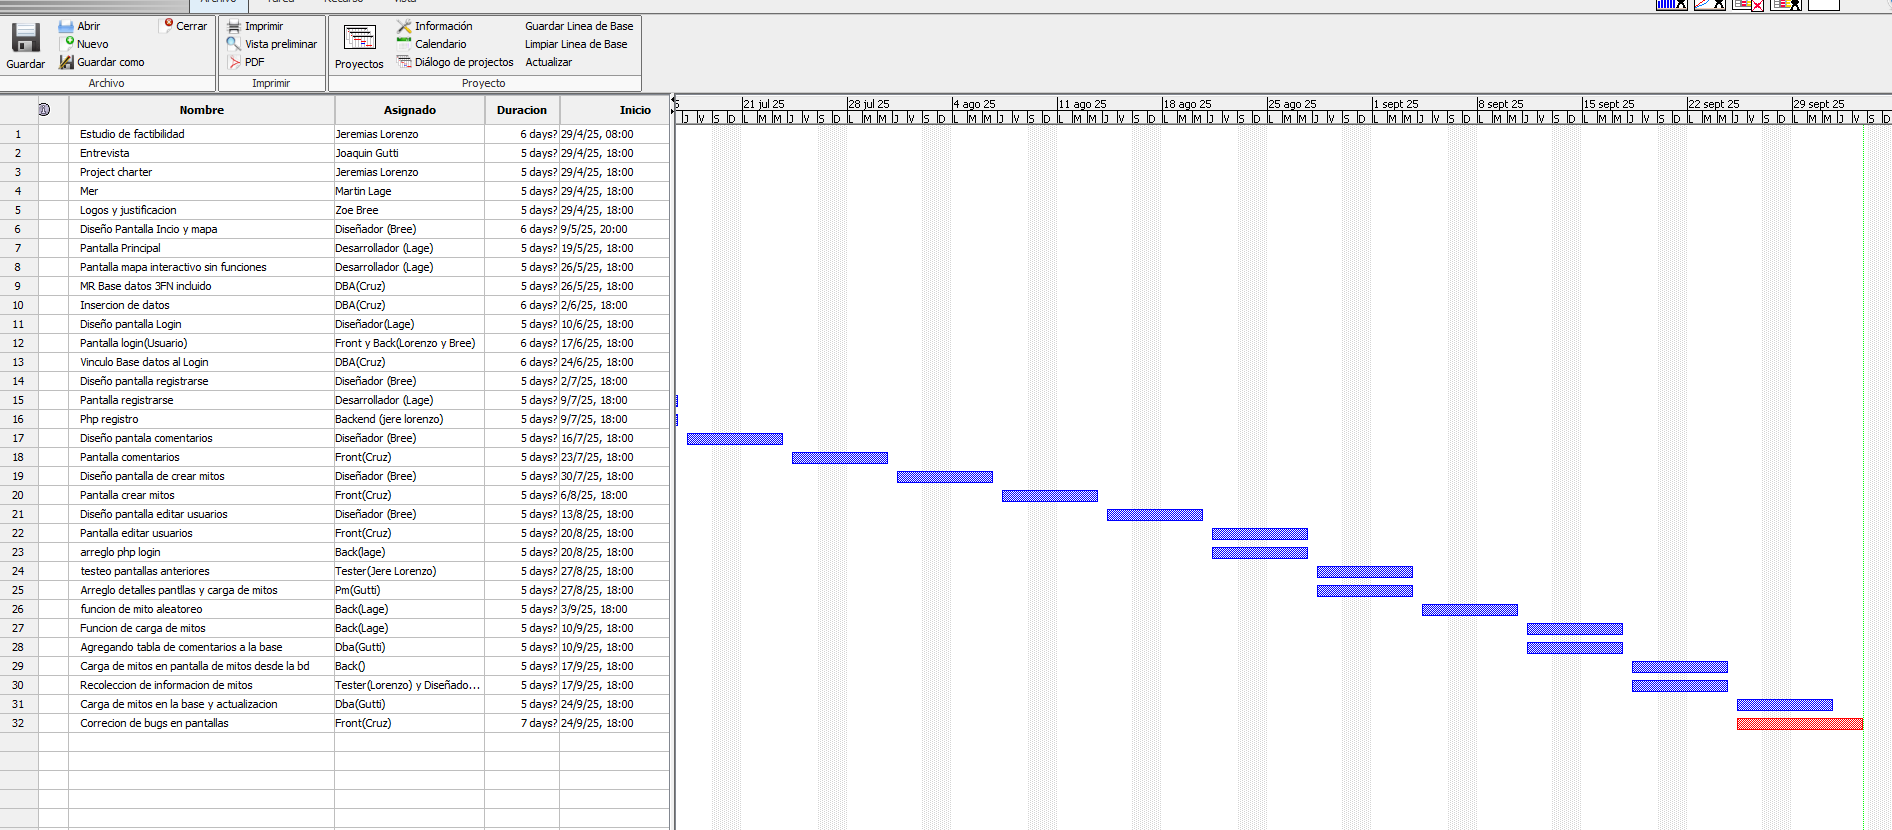 Archivo Tarea Recurso Vista
Guardar
Abrir
Nuevo
Guardar como
Cerrar
Archivo
Imprimir
Vista preliminar
PDF
Imprimir
Proyectos
Información
Calendario
Diálogo de projectos
Guardar Linea de Base
Limpiar Linea de Base
Actualizar
Proyecto
Nombre Asignado Duracion Inicio
21 jul 25 28 jul 25 4 ago 25 11 ago 25 18 ago 25 25 ago 25 1 sept 25 8 sept 25 15 sept 25 22 sept 25 29 sept 25
J V S D L M M J V S D L M M J V S D L M M J V S D L M M J V S D L M M J V S D L M M J V S D L M M J V S D L M M J V S D L M M J V S D L M M J V S D L M M J V S D
1 Estudio de factibilidad Jeremias Lorenzo 6 days? 29/4/25, 08:00
2 Entrevista Joaquin Gutti 5 days? 29/4/25, 18:00
3 Project charter Jeremias Lorenzo 5 days? 29/4/25, 18:00
4 Mer Martin Lage 5 days? 29/4/25, 18:00
5 Logos y justificacion Zoe Bree 5 days? 29/4/25, 18:00
6 Diseño Pantalla Incio y mapa Diseñador (Bree) 6 days? 9/5/25, 20:00
7 Pantalla Principal Desarrollador (Lage) 5 days? 19/5/25, 18:00
8 Pantalla mapa interactivo sin funciones Desarrollador (Lage) 5 days? 26/5/25, 18:00
9 MR Base datos 3FN incluido DBA(Cruz) 5 days? 26/5/25, 18:00
10 Insercion de datos DBA(Cruz) 6 days? 2/6/25, 18:00
11 Diseño pantalla Login Diseñador(Lage) 5 days? 10/6/25, 18:00
12 Pantalla login(Usuario) Front y Back(Lorenzo y Bree) 6 days? 17/6/25, 18:00
13 Vinculo Base datos al Login DBA(Cruz) 6 days? 24/6/25, 18:00
14 Diseño pantalla registrarse Diseñador (Bree) 5 days? 2/7/25, 18:00
15 Pantalla registrarse Desarrollador (Lage) 5 days? 9/7/25, 18:00
16 Php registro Backend (jere lorenzo) 5 days? 9/7/25, 18:00
17 Diseño pantala comentarios Diseñador (Bree) 5 days? 16/7/25, 18:00
18 Pantalla comentarios Front(Cruz) 5 days? 23/7/25, 18:00
19 Diseño pantalla de crear mitos Diseñador (Bree) 5 days? 30/7/25, 18:00
20 Pantalla crear mitos Front(Cruz) 5 days? 6/8/25, 18:00
21 Diseño pantalla editar usuarios Diseñador (Bree) 5 days? 13/8/25, 18:00
22 Pantalla editar usuarios Front(Cruz) 5 days? 20/8/25, 18:00
23 arreglo php login Back(lage) 5 days? 20/8/25, 18:00
24 testeo pantallas anteriores Tester(Jere Lorenzo) 5 days? 27/8/25, 18:00
25 Arreglo detalles pantllas y carga de mitos Pm(Gutti) 5 days? 27/8/25, 18:00
26 funcion de mito aleatoreo Back(Lage) 5 days? 3/9/25, 18:00
27 Funcion de carga de mitos Back(Lage) 5 days? 10/9/25, 18:00
28 Agregando tabla de comentarios a la base Dba(Gutti) 5 days? 10/9/25, 18:00
29 Carga de mitos en pantalla de mitos desde la bd Back() 5 days? 17/9/25, 18:00
30 Recoleccion de informacion de mitos Tester(Lorenzo) y Diseñado... 5 days? 17/9/25, 18:00
31 Carga de mitos en la base y actualizacion Dba(Gutti) 5 days? 24/9/25, 18:00
32 Correcion de bugs en pantallas Front(Cruz) 7 days? 24/9/25, 18:00